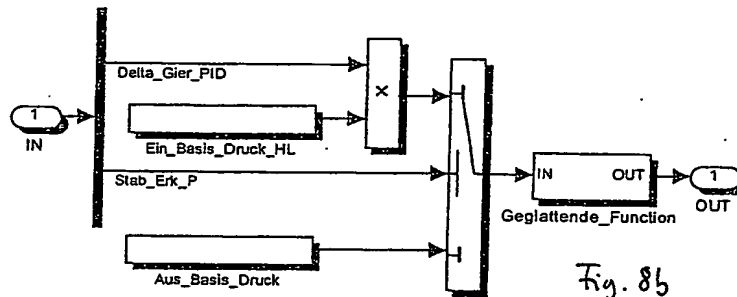 Delta_Gier_PID
×
1
IN
Ein_Basis_Druck_HL
Stab_Erk_P
IN OUT
1
Geglattende_Function
OUT
Aus_Basis_Druck
Fig. 8b